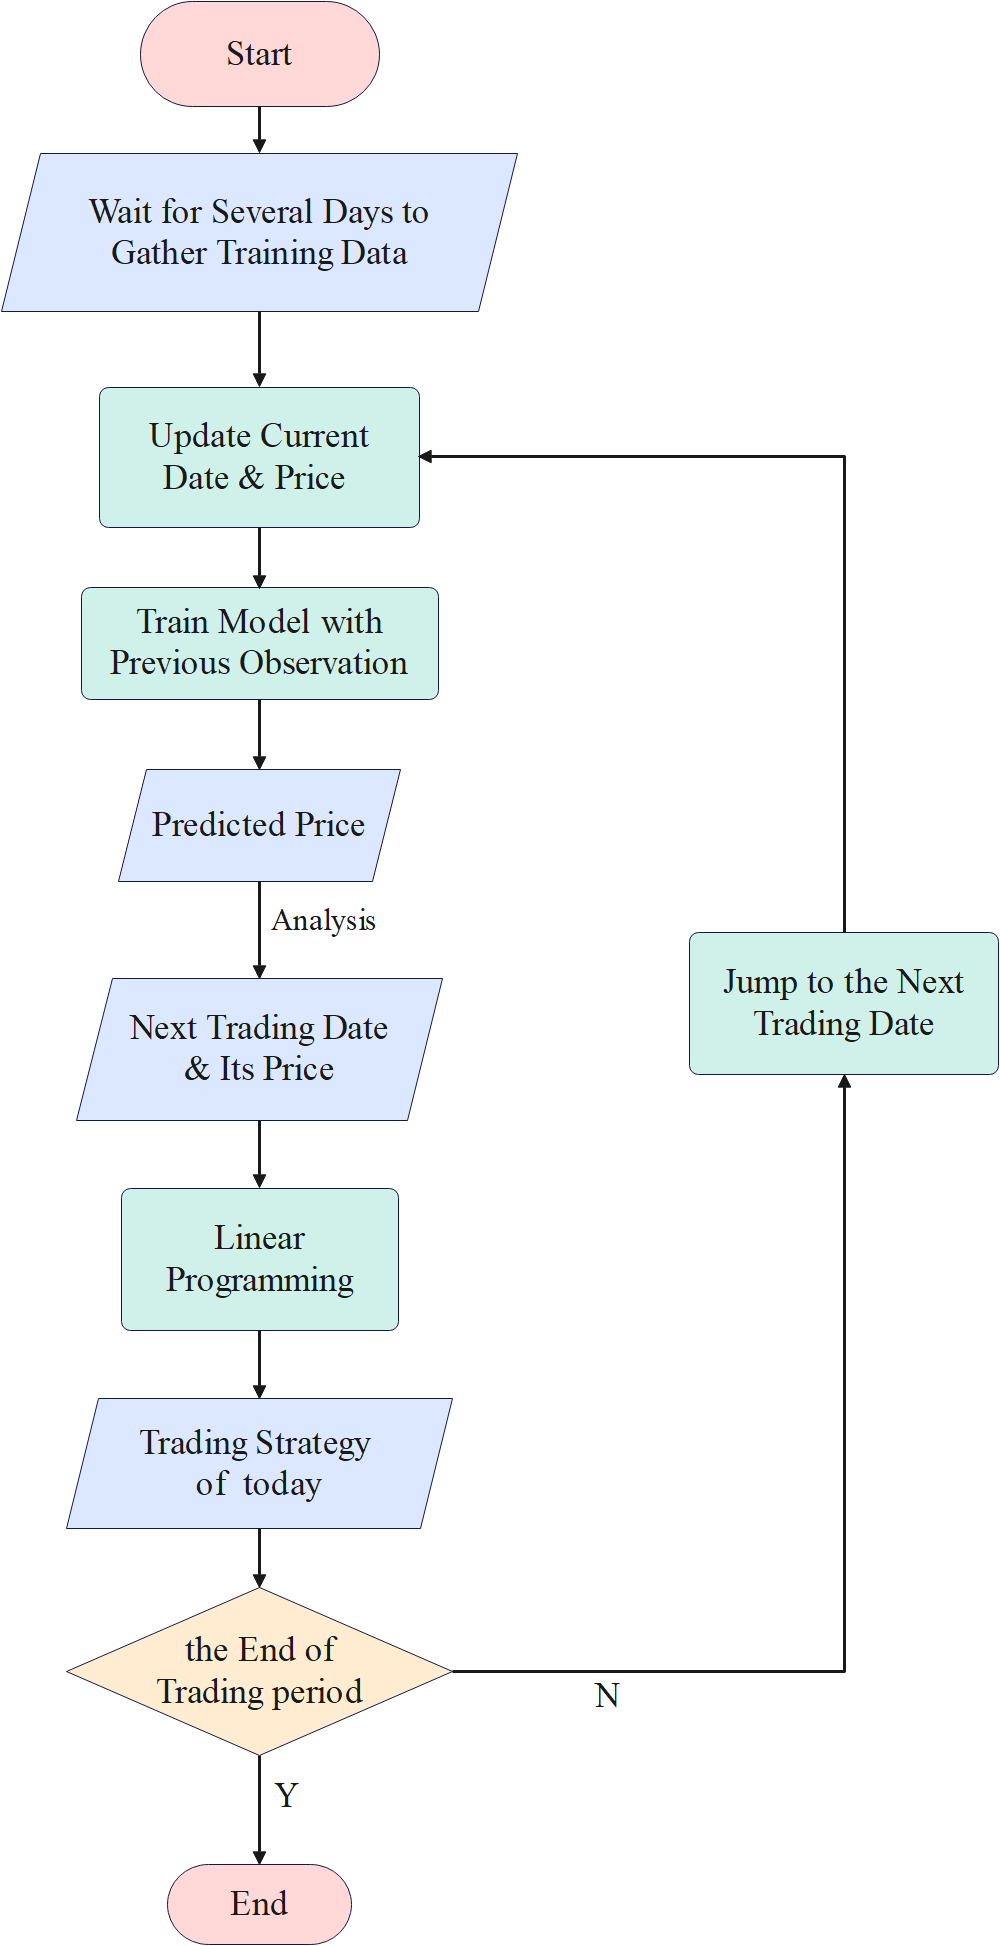 Start
Wait for Several Days to
Gather Training Data
Update Current
Date & Price
Train Model with
Previous Observation
Predicted Price
Analysis
Next Trading Date
& Its Price
Jump to the Next
Trading Date
Linear
Programming
Trading Strategy
of today
the End of
Trading period
N
Y
End